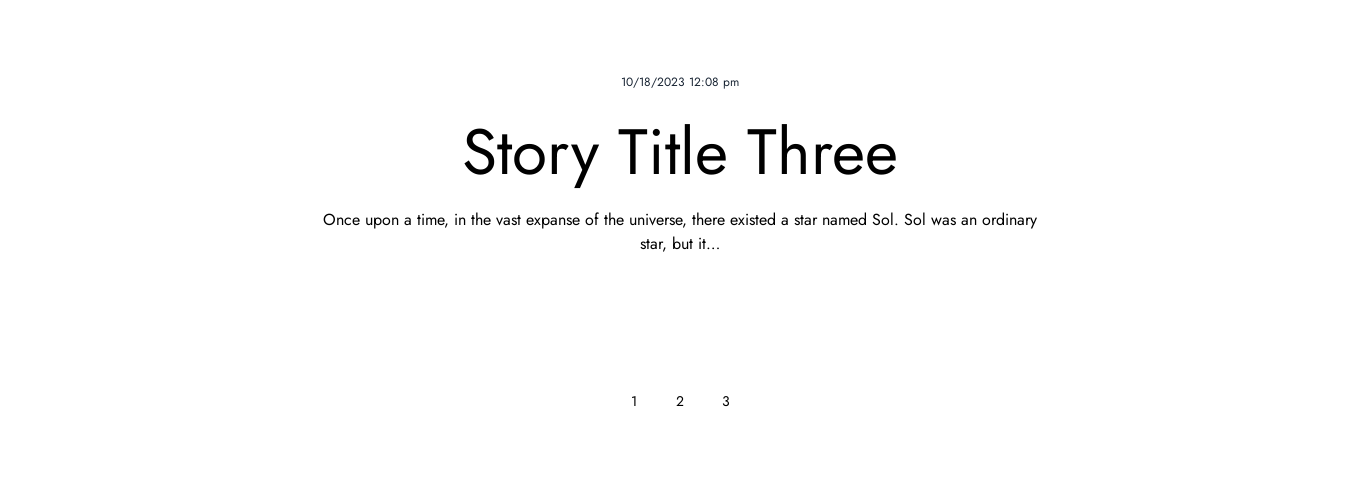 10/18/2023 12:08 pm
Story Title Three
Once upon a time, in the vast expanse of the universe, there existed a star named Sol. Sol was an ordinary
star, but it...
1 2 3